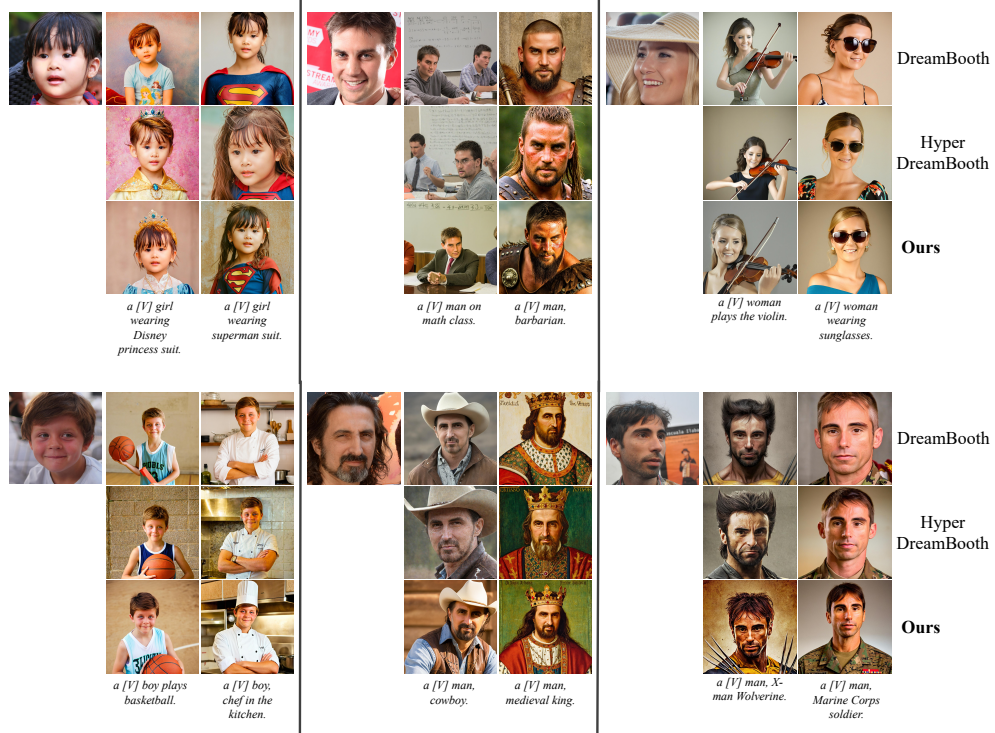 MY
STREAM
DreamBooth
Hyper
DreamBooth
Ours
a [V] girl
wearing
Disney
princess suit.
a [V] girl
wearing
superman suit.
a [V] man on
math class.
a [V] man,
barbarian.
a [V] woman
plays the violin.
a [V] woman
wearing
sunglasses.
DreamBooth
Hyper
DreamBooth
Ours
a [V] boy plays
basketball.
a [V] boy,
chef in the
kitchen.
a [V] man,
cowboy.
a [V] man,
medieval king.
a [V] man, X-
man Wolverine.
a [V] man,
Marine Corps
soldier.